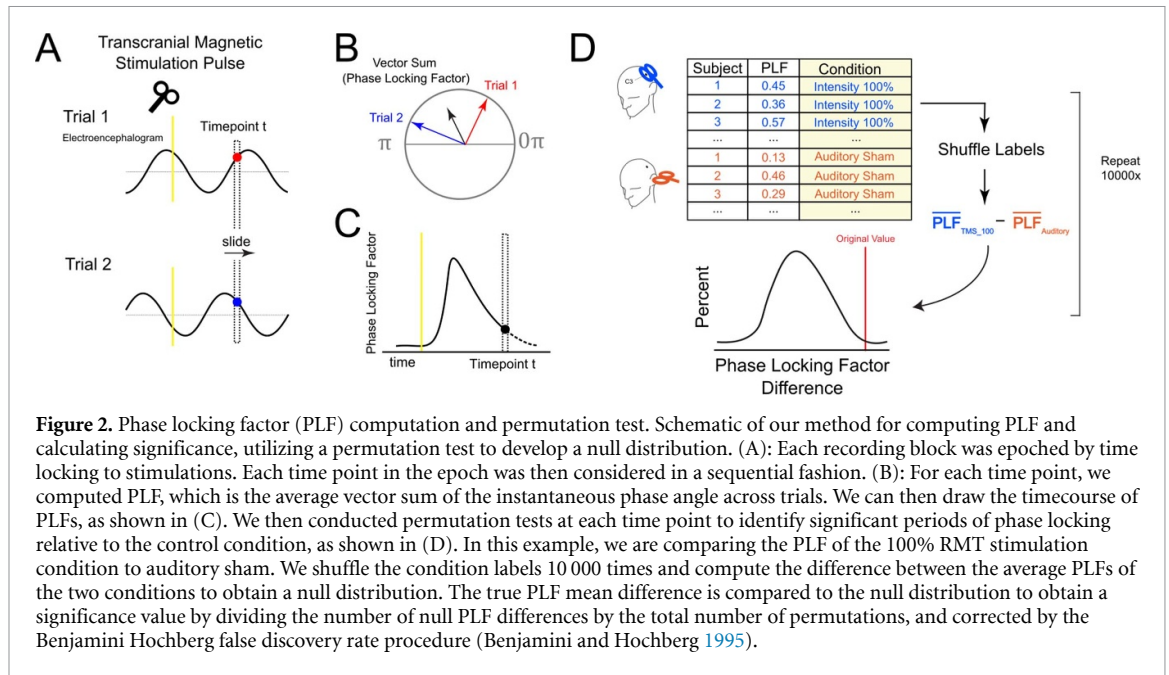 A
Transcranial Magnetic
Stimulation Pulse
Trial 1
Electroencephalogram
Timepoint t
slide
Trial 2
B
Vector Sum
(Phase Locking Factor)
Trial 1
Trial 2
π
0π
C
Phase Locking Factor
time
Timepoint t
D
C3
Subject PLF Condition
1 0.45 Intensity 100%
2 0.36 Intensity 100%
3 0.57 Intensity 100%
... ... ...
1 0.13 Auditory Sham
2 0.46 Auditory Sham
3 0.29 Auditory Sham
... ... ...
Shuffle Labels
Repeat
10000x
PLF TMS_100 – PLF Auditory
Original Value
Percent
Phase Locking Factor
Difference
Figure 2. Phase locking factor (PLF) computation and permutation test. Schematic of our method for computing PLF and
calculating significance, utilizing a permutation test to develop a null distribution. (A): Each recording block was epoched by time
locking to stimulations. Each time point in the epoch was then considered in a sequential fashion. (B): For each time point, we
computed PLF, which is the average vector sum of the instantaneous phase angle across trials. We can then draw the timecourse of
PLFs, as shown in (C). We then conducted permutation tests at each time point to identify significant periods of phase locking
relative to the control condition, as shown in (D). In this example, we are comparing the PLF of the 100% RMT stimulation
condition to auditory sham. We shuffle the condition labels 10 000 times and compute the difference between the average PLFs of
the two conditions to obtain a null distribution. The true PLF mean difference is compared to the null distribution to obtain a
significance value by dividing the number of null PLF differences by the total number of permutations, and corrected by the
Benjamini Hochberg false discovery rate procedure (Benjamini and Hochberg 1995).